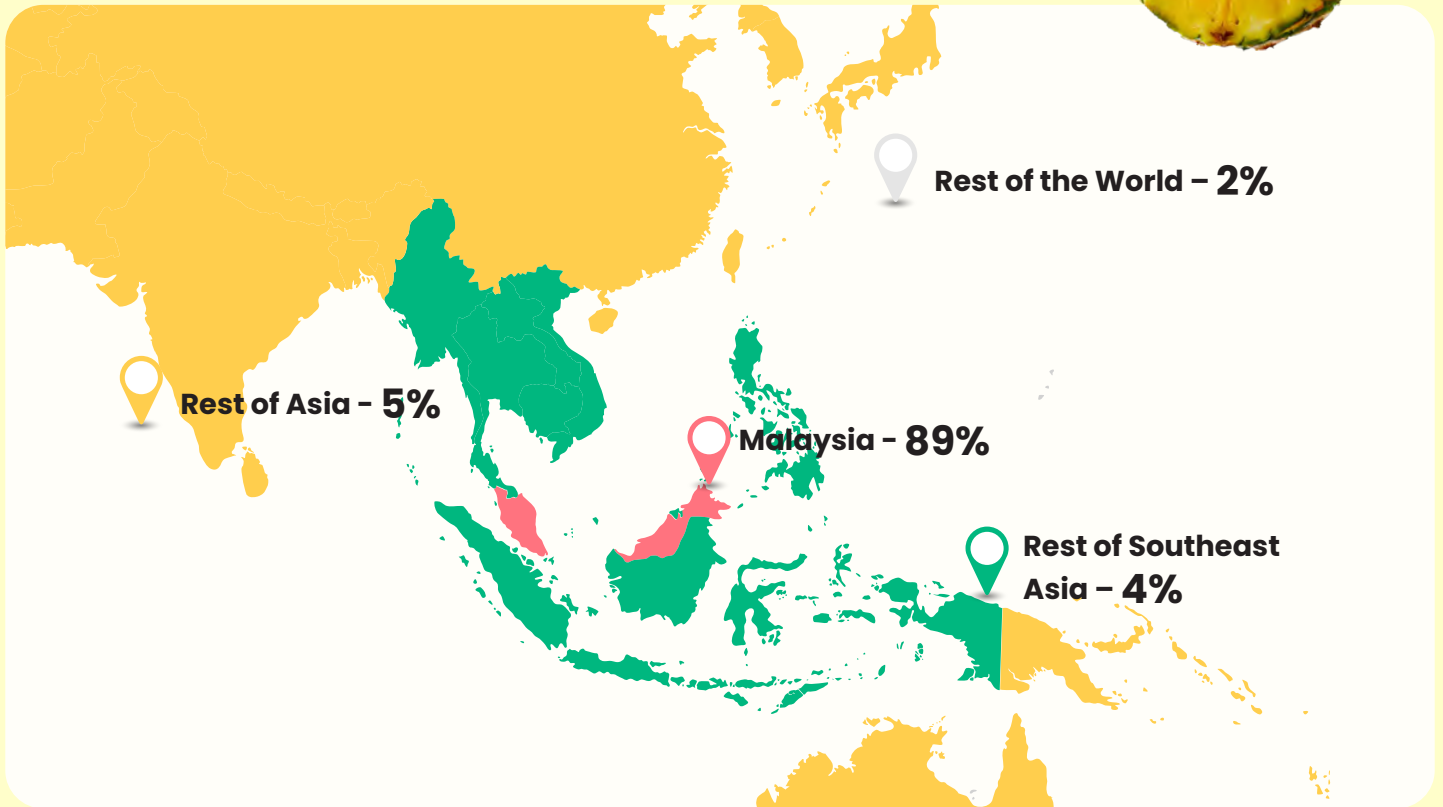 Rest of the World – 2%
Rest of Asia - 5%
Malaysia - 89%
Rest of Southeast
Asia – 4%